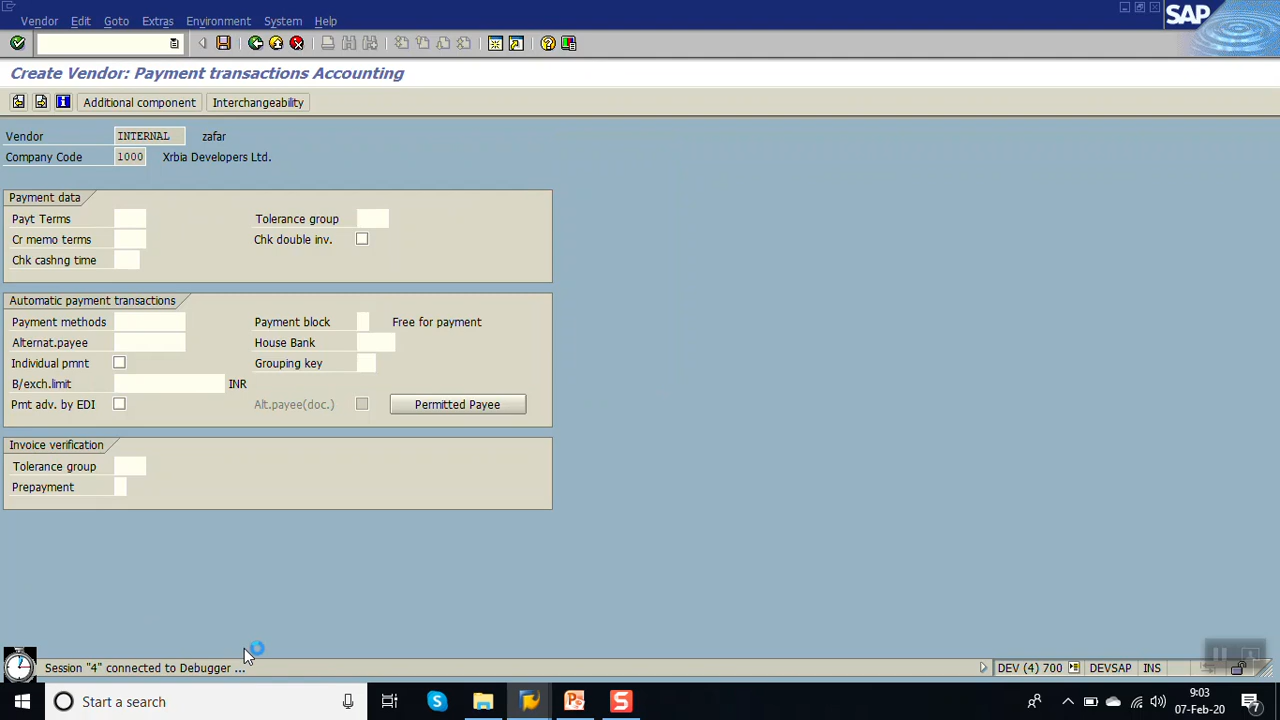 Vendor Edit Goto Extras Environment System Help
SAP
Create Vendor: Payment transactions Accounting
Additional component Interchangeability
Vendor INTERNAL zafar
Company Code 1000 Xrbia Developers Ltd.
Payment data
Payt Terms Tolerance group
Cr memo terms Chk double inv.
Chk cashng time
Automatic payment transactions
Payment methods Payment block Free for payment
Alternat.payee House Bank
Individual pmnt Grouping key
B/exch.limit INR
Pmt adv. by EDI Alt.payee(doc.) Permitted Payee
Invoice verification
Tolerance group
Prepayment
Session "4" connected to Debugger ... DEV (4) 700 DEVSAP INS
Start a search 9:03
07-Feb-20 7